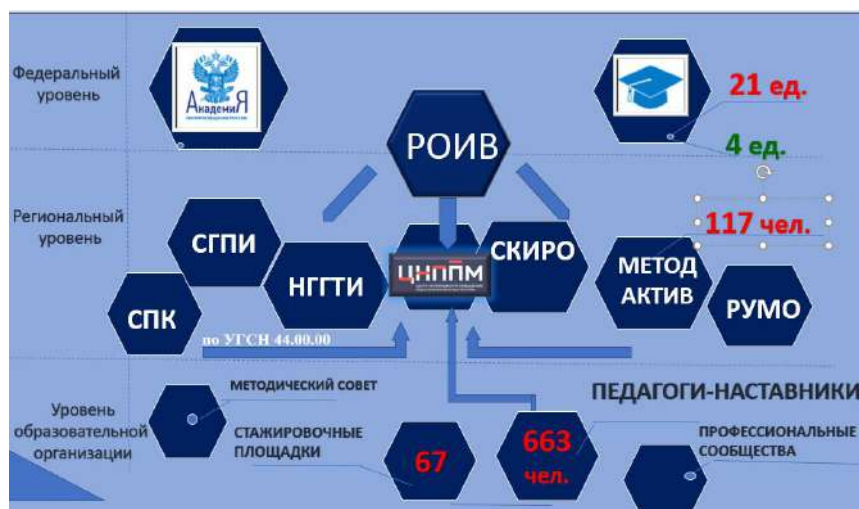 Федеральный
уровень
АкадемиЯ
21 ед.
4 ед.
РОИВ
Региональный
уровень
СГПИ
НГГТИ
СПК
ЦНППМ
СКИРО
117 чел.
МЕТОД
АКТИВ
РУМО
по УГСН 44.00.00
Уровень
образовательной
организации
МЕТОДИЧЕСКИЙ СОВЕТ
СТАЖИРОВОЧНЫЕ
ПЛОЩАДКИ
67
663
чел.
ПЕДАГОГИ-НАСТАВНИКИ
ПРОФЕССИОНАЛЬНЫЕ
СООБЩЕСТВА